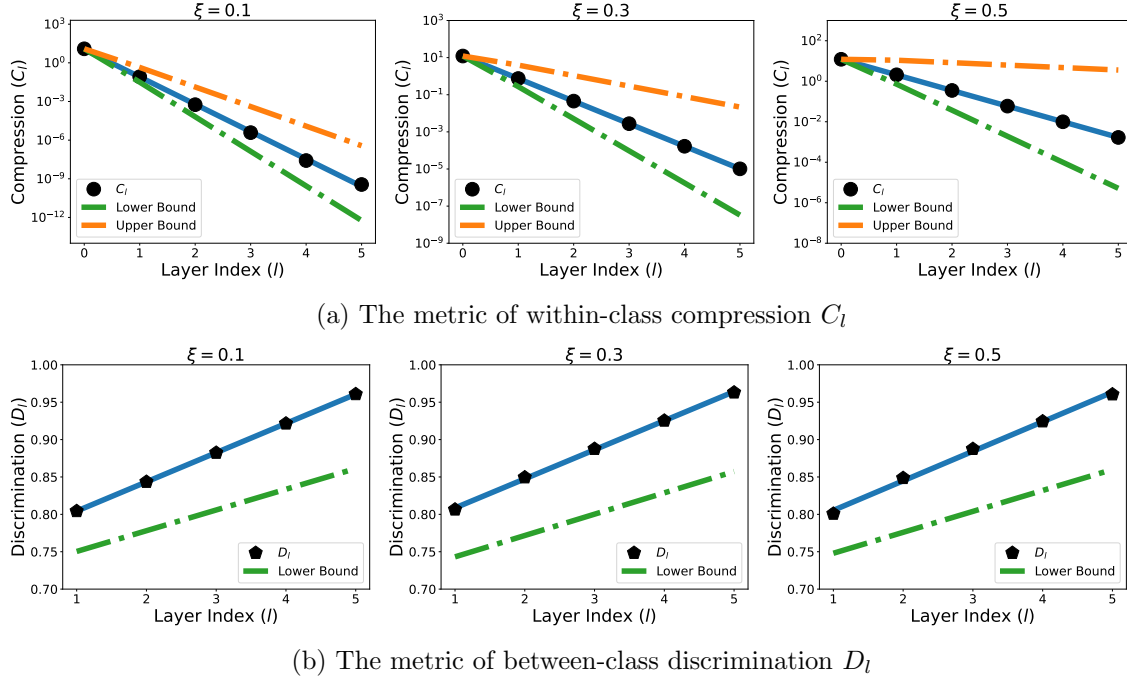 ξ = 0.1
ξ = 0.3
ξ = 0.5
Compression (C_l)
10^3
10^0
10^−3
10^−6
10^−9
10^−12
C_l
Lower Bound
Upper Bound
0 1 2 3 4 5
Layer Index (l)
Compression (C_l)
10^1
10^−1
10^−3
10^−5
10^−7
10^−9
C_l
Lower Bound
Upper Bound
0 1 2 3 4 5
Layer Index (l)
Compression (C_l)
10^2
10^0
10^−2
10^−4
10^−6
10^−8
C_l
Lower Bound
Upper Bound
0 1 2 3 4 5
Layer Index (l)
(a) The metric of within-class compression C_l
ξ = 0.1
ξ = 0.3
ξ = 0.5
Discrimination (D_l)
1.00
0.95
0.90
0.85
0.80
0.75
0.70
D_l
Lower Bound
1 2 3 4 5
Layer Index (l)
Discrimination (D_l)
1.00
0.95
0.90
0.85
0.80
0.75
0.70
D_l
Lower Bound
1 2 3 4 5
Layer Index (l)
Discrimination (D_l)
1.00
0.95
0.90
0.85
0.80
0.75
0.70
D_l
Lower Bound
1 2 3 4 5
Layer Index (l)
(b) The metric of between-class discrimination D_l